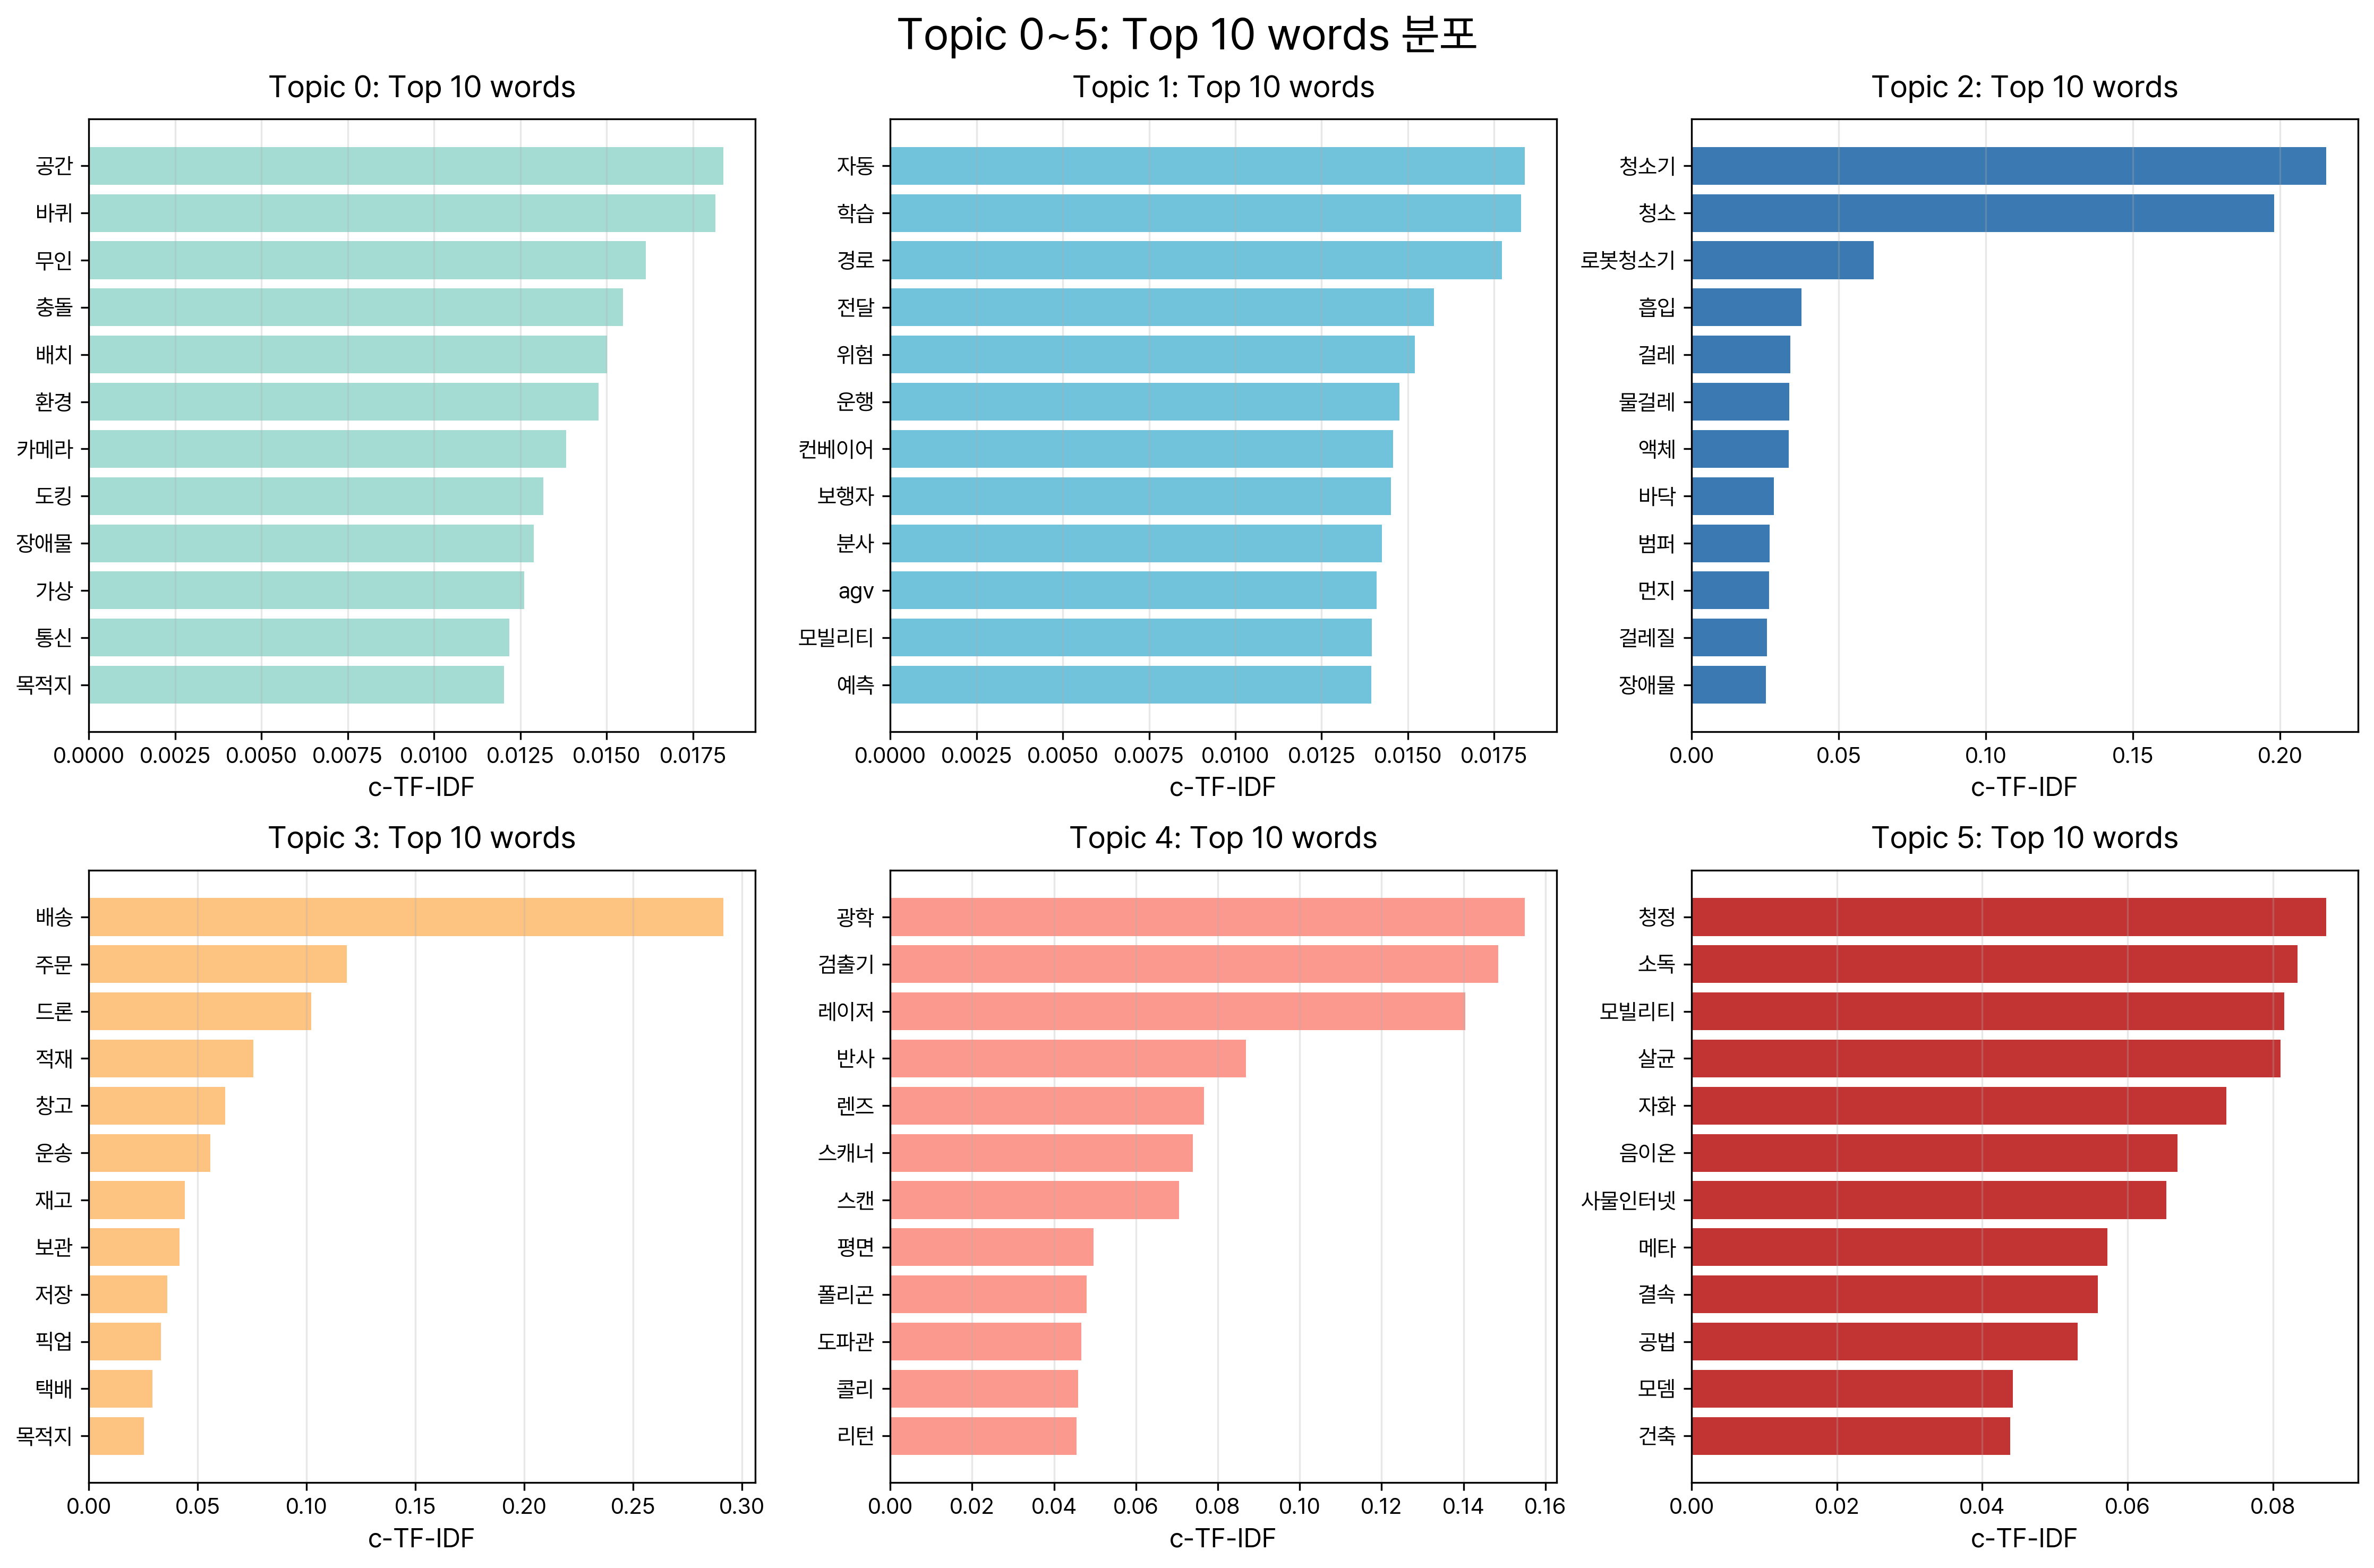 Topic 0~5: Top 10 words 분포
Topic 0: Top 10 words
공간
바퀴
무인
충돌
배치
환경
카메라
도킹
장애물
가상
통신
목적지
0.0000 0.0025 0.0050 0.0075 0.0100 0.0125 0.0150 0.0175
c-TF-IDF
Topic 1: Top 10 words
자동
학습
경로
전달
위험
운행
컨베이어
보행자
분사
agv
모빌리티
예측
0.0000 0.0025 0.0050 0.0075 0.0100 0.0125 0.0150 0.0175
c-TF-IDF
Topic 2: Top 10 words
청소기
청소
로봇청소기
흡입
걸레
물걸레
액체
바닥
범퍼
먼지
걸레질
장애물
0.00 0.05 0.10 0.15 0.20
c-TF-IDF
Topic 3: Top 10 words
배송
주문
드론
적재
창고
운송
재고
보관
저장
픽업
택배
목적지
0.00 0.05 0.10 0.15 0.20 0.25 0.30
c-TF-IDF
Topic 4: Top 10 words
광학
검출기
레이저
반사
렌즈
스캐너
스캔
평면
폴리곤
도파관
콜리
리턴
0.00 0.02 0.04 0.06 0.08 0.10 0.12 0.14 0.16
c-TF-IDF
Topic 5: Top 10 words
청정
소독
모빌리티
살균
자화
음이온
사물인터넷
메타
결속
공법
모뎀
건축
0.00 0.02 0.04 0.06 0.08
c-TF-IDF